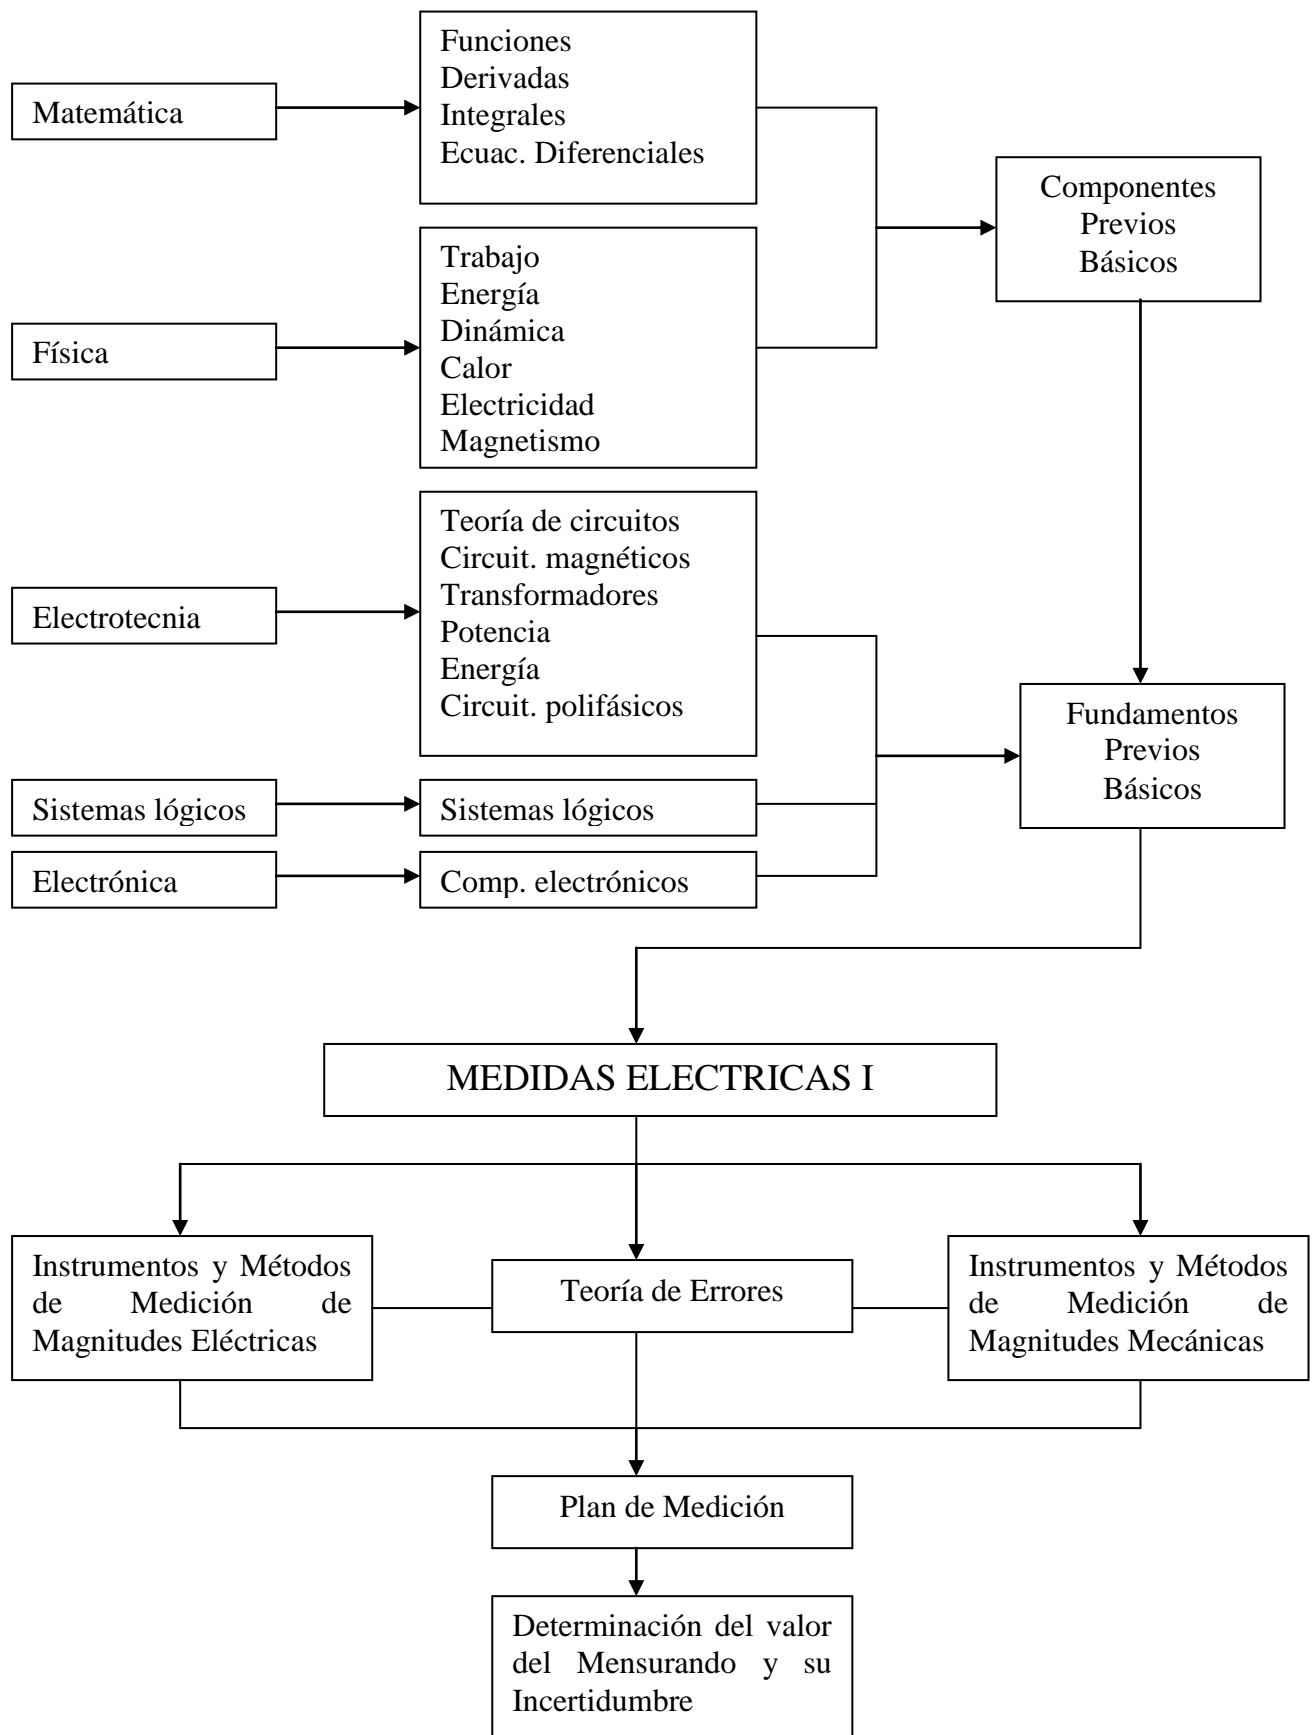 Matemática
Funciones
Derivadas
Integrales
Ecuac. Diferenciales
Componentes
Previos
Básicos
Física
Trabajo
Energía
Dinámica
Calor
Electricidad
Magnetismo
Electrotecnia
Teoría de circuitos
Circuit. magnéticos
Transformadores
Potencia
Energía
Circuit. polifásicos
Fundamentos
Previos
Básicos
Sistemas lógicos
Sistemas lógicos
Electrónica
Comp. electrónicos
MEDIDAS ELECTRICAS I
Instrumentos y Métodos
de Medición de
Magnitudes Eléctricas
Teoría de Errores
Instrumentos y Métodos
de Medición de
Magnitudes Mecánicas
Plan de Medición
Determinación del valor
del Mensurando y su
Incertidumbre